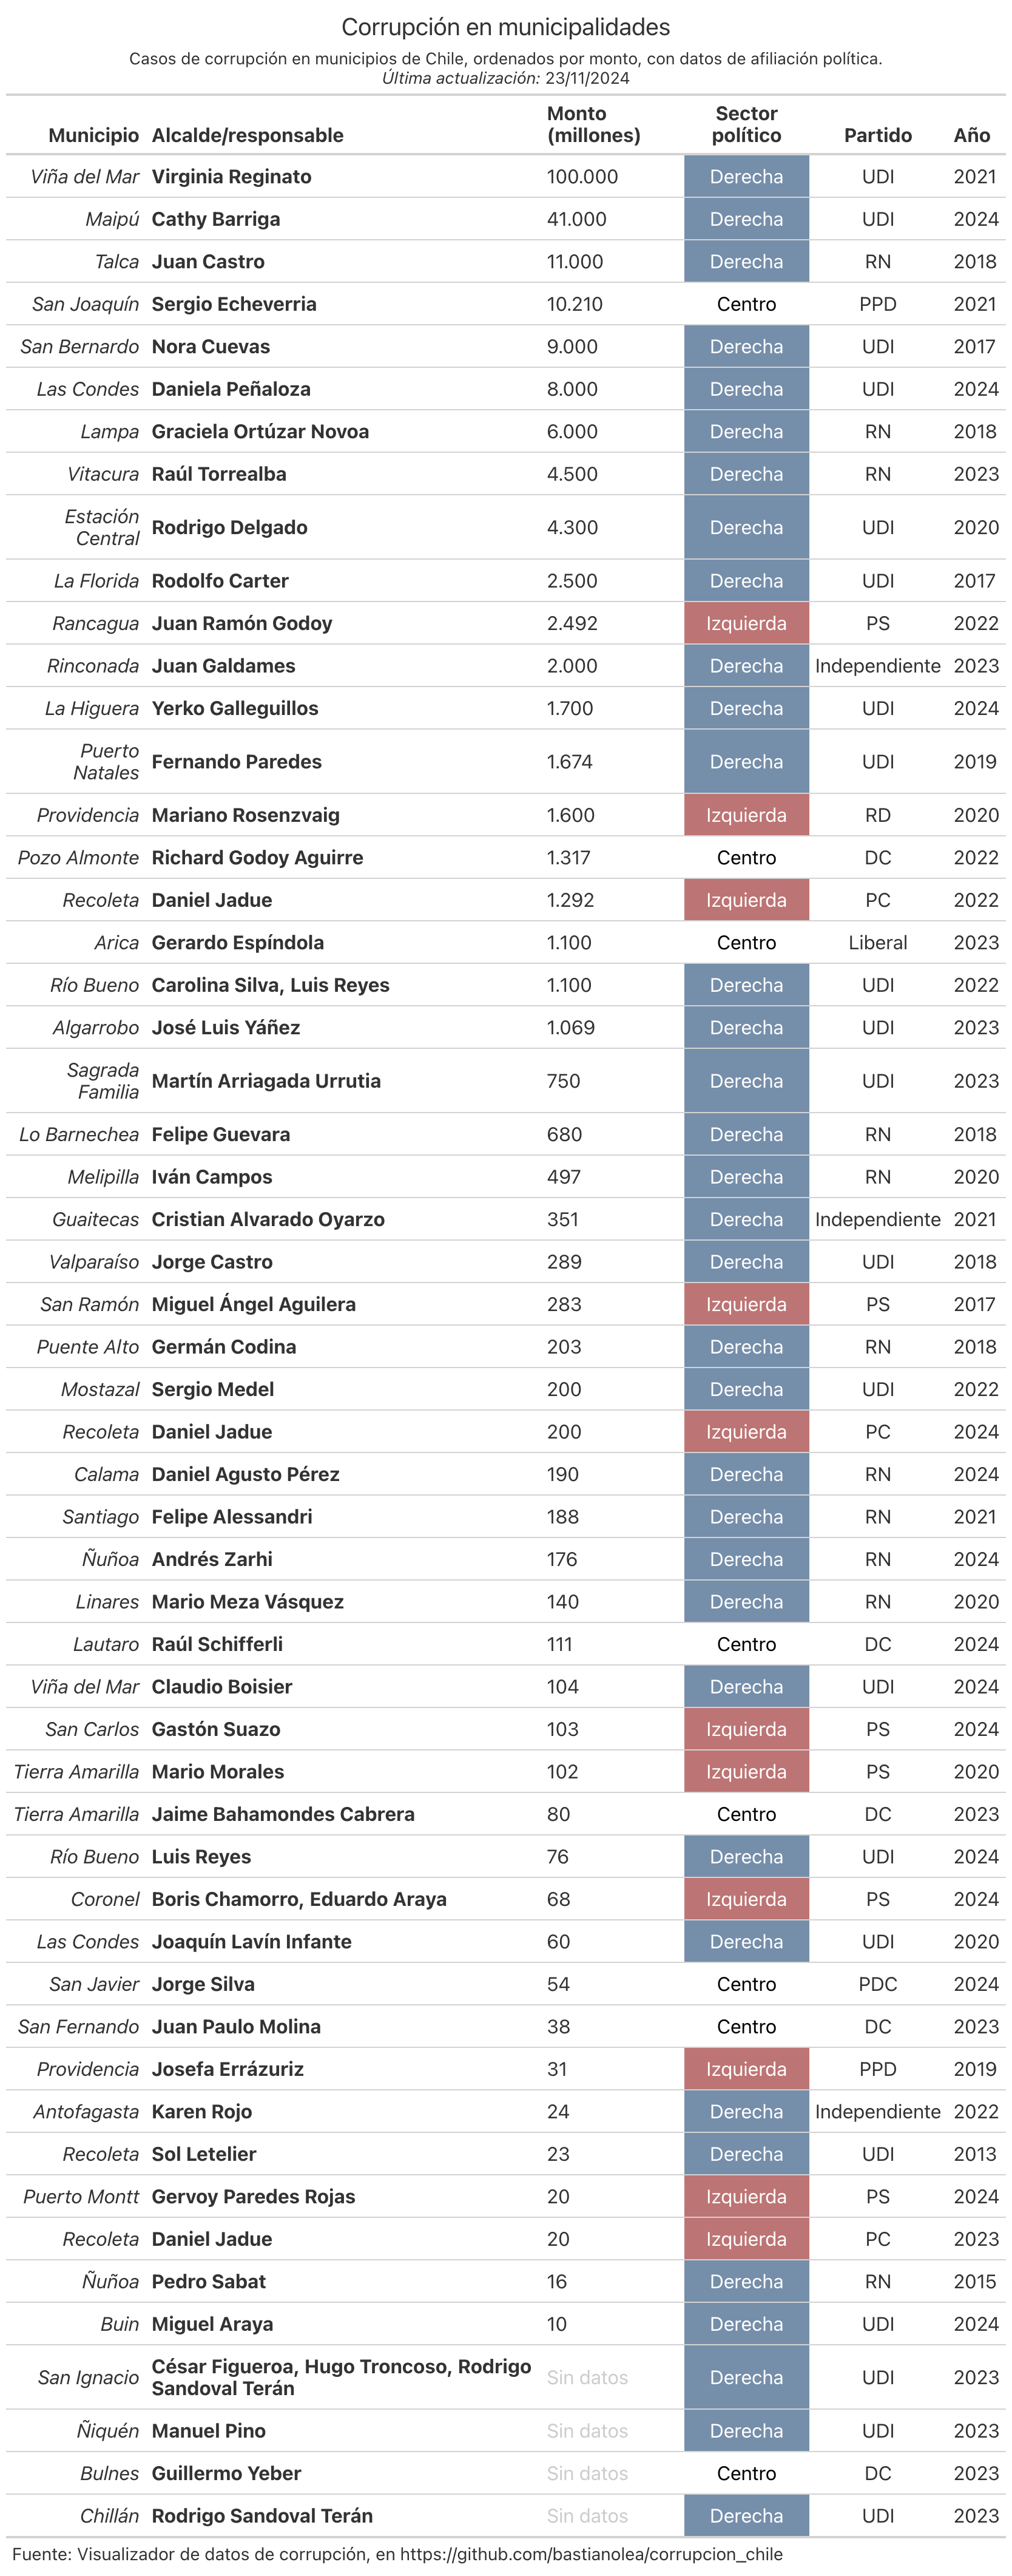 Corrupción en municipalidades
Casos de corrupción en municipios de Chile, ordenados por monto, con datos de afiliación política.
Última actualización: 23/11/2024
Municipio Alcalde/responsable Monto (millones) Sector político Partido Año
Viña del Mar Virginia Reginato 100.000 Derecha UDI 2021
Maipú Cathy Barriga 41.000 Derecha UDI 2024
Talca Juan Castro 11.000 Derecha RN 2018
San Joaquín Sergio Echeverria 10.210 Centro PPD 2021
San Bernardo Nora Cuevas 9.000 Derecha UDI 2017
Las Condes Daniela Peñaloza 8.000 Derecha UDI 2024
Lampa Graciela Ortúzar Novoa 6.000 Derecha RN 2018
Vitacura Raúl Torrealba 4.500 Derecha RN 2023
Estación Central Rodrigo Delgado 4.300 Derecha UDI 2020
La Florida Rodolfo Carter 2.500 Derecha UDI 2017
Rancagua Juan Ramón Godoy 2.492 Izquierda PS 2022
Rinconada Juan Galdames 2.000 Derecha Independiente 2023
La Higuera Yerko Galleguillos 1.700 Derecha UDI 2024
Puerto Natales Fernando Paredes 1.674 Derecha UDI 2019
Providencia Mariano Rosenzvaig 1.600 Izquierda RD 2020
Pozo Almonte Richard Godoy Aguirre 1.317 Centro DC 2022
Recoleta Daniel Jadue 1.292 Izquierda PC 2022
Arica Gerardo Espíndola 1.100 Centro Liberal 2023
Río Bueno Carolina Silva, Luis Reyes 1.100 Derecha UDI 2022
Algarrobo José Luis Yáñez 1.069 Derecha UDI 2023
Sagrada Familia Martín Arriagada Urrutia 750 Derecha UDI 2023
Lo Barnechea Felipe Guevara 680 Derecha RN 2018
Melipilla Iván Campos 497 Derecha RN 2020
Guaitecas Cristian Alvarado Oyarzo 351 Derecha Independiente 2021
Valparaíso Jorge Castro 289 Derecha UDI 2018
San Ramón Miguel Ángel Aguilera 283 Izquierda PS 2017
Puente Alto Germán Codina 203 Derecha RN 2018
Mostazal Sergio Medel 200 Derecha UDI 2022
Recoleta Daniel Jadue 200 Izquierda PC 2024
Calama Daniel Agusto Pérez 190 Derecha RN 2024
Santiago Felipe Alessandri 188 Derecha RN 2021
Ñuñoa Andrés Zarhi 176 Derecha RN 2024
Linares Mario Meza Vásquez 140 Derecha RN 2020
Lautaro Raúl Schifferli 111 Centro DC 2024
Viña del Mar Claudio Boisier 104 Derecha UDI 2024
San Carlos Gastón Suazo 103 Izquierda PS 2024
Tierra Amarilla Mario Morales 102 Izquierda PS 2020
Tierra Amarilla Jaime Bahamondes Cabrera 80 Centro DC 2023
Río Bueno Luis Reyes 76 Derecha UDI 2024
Coronel Boris Chamorro, Eduardo Araya 68 Izquierda PS 2024
Las Condes Joaquín Lavín Infante 60 Derecha UDI 2020
San Javier Jorge Silva 54 Centro PDC 2024
San Fernando Juan Paulo Molina 38 Centro DC 2023
Providencia Josefa Errázuriz 31 Izquierda PPD 2019
Antofagasta Karen Rojo 24 Derecha Independiente 2022
Recoleta Sol Letelier 23 Derecha UDI 2013
Puerto Montt Gervoy Paredes Rojas 20 Izquierda PS 2024
Recoleta Daniel Jadue 20 Izquierda PC 2023
Ñuñoa Pedro Sabat 16 Derecha RN 2015
Buin Miguel Araya 10 Derecha UDI 2024
San Ignacio César Figueroa, Hugo Troncoso, Rodrigo Sandoval Terán Sin datos Derecha UDI 2023
Ñiquén Manuel Pino Sin datos Derecha UDI 2023
Bulnes Guillermo Yeber Sin datos Centro DC 2023
Chillán Rodrigo Sandoval Terán Sin datos Derecha UDI 2023
Fuente: Visualizador de datos de corrupción, en https://github.com/bastianolea/corrupcion_chile